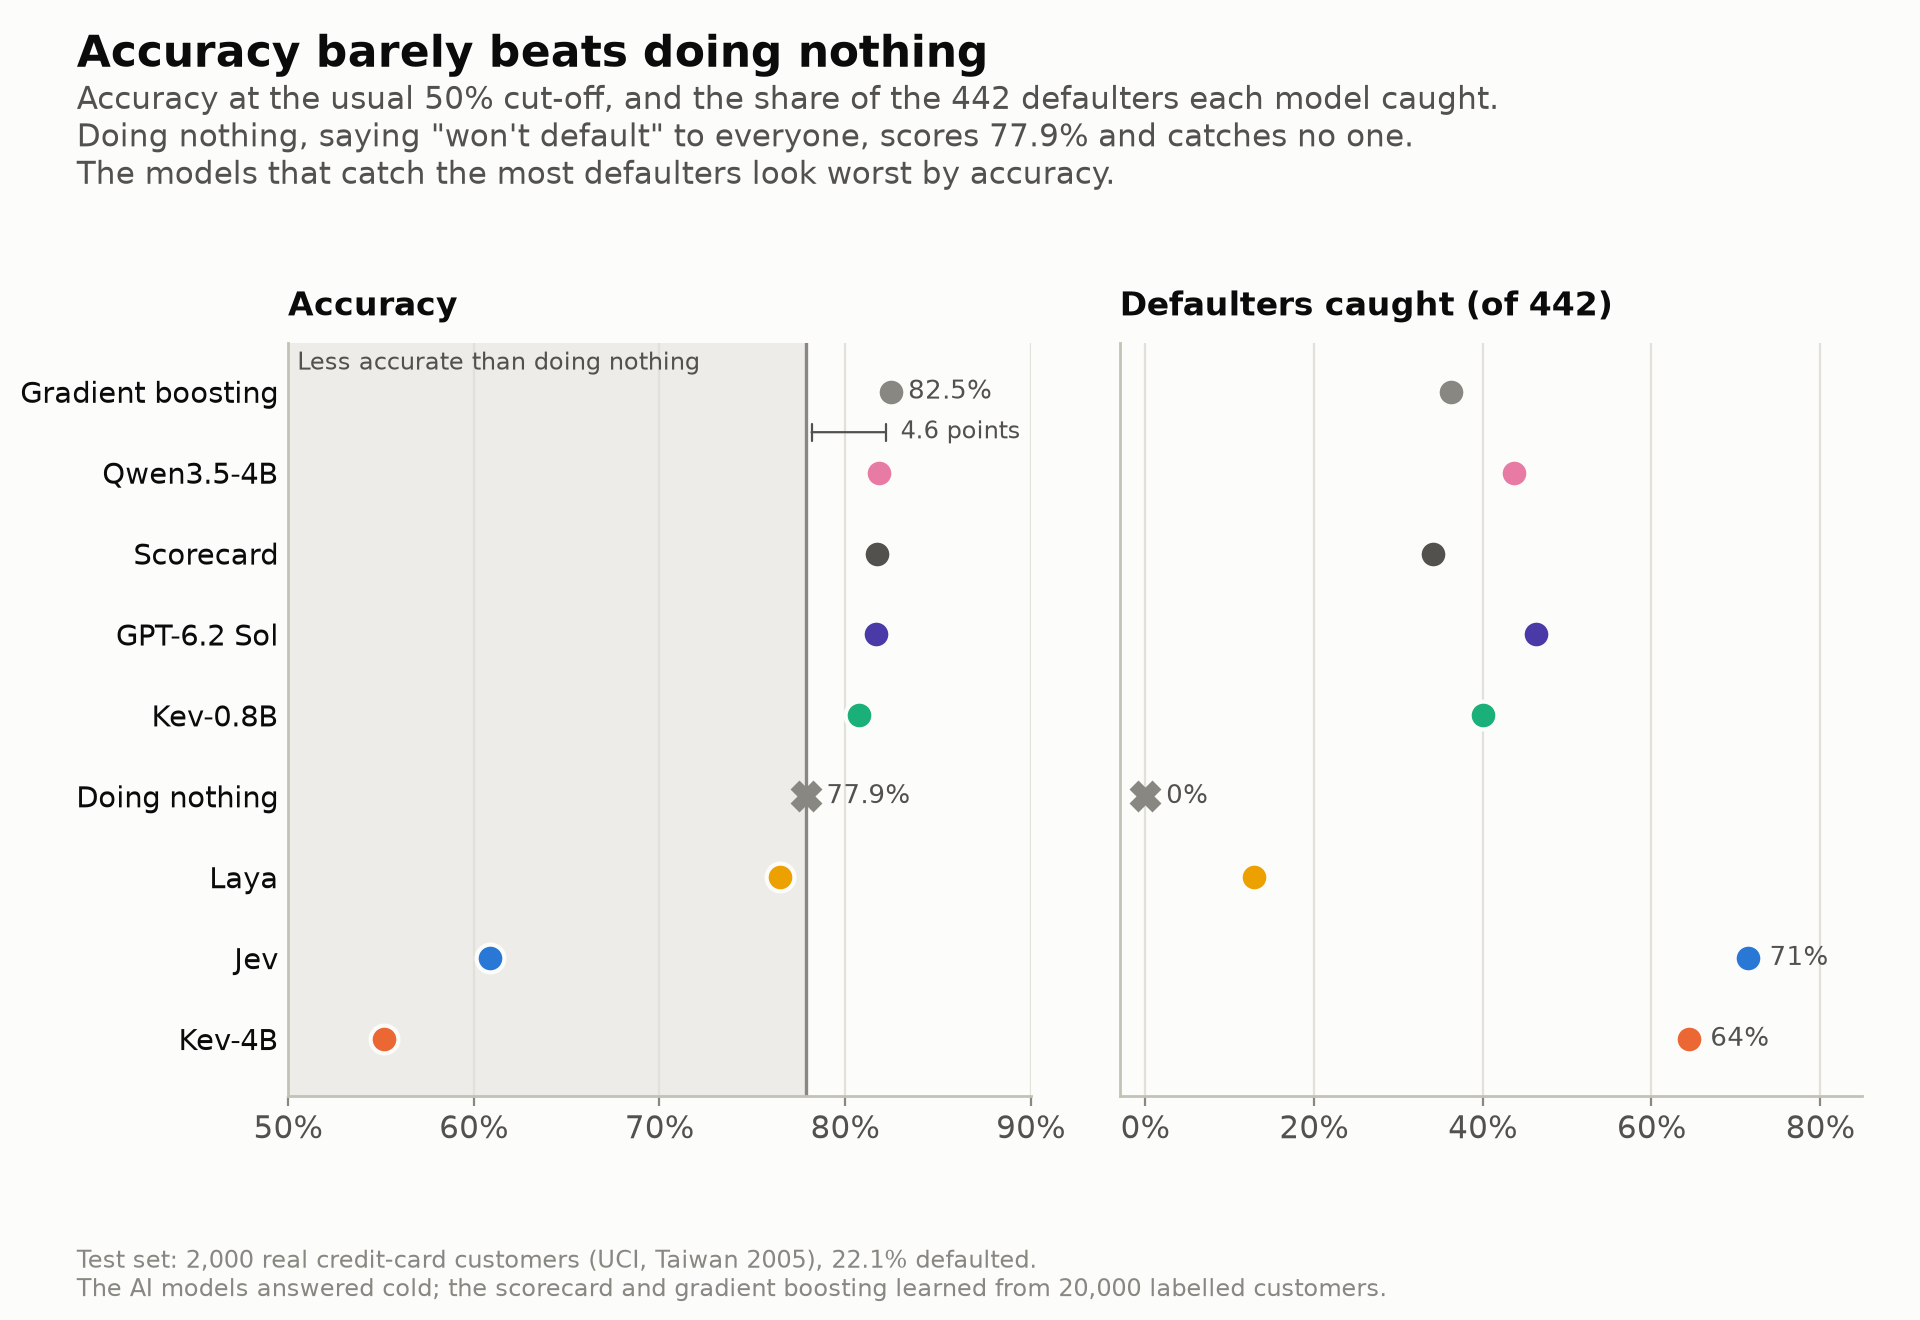 Accuracy barely beats doing nothing
Accuracy at the usual 50% cut-off, and the share of the 442 defaulters each model caught.
Doing nothing, saying "won't default" to everyone, scores 77.9% and catches no one.
The models that catch the most defaulters look worst by accuracy.
Accuracy
Defaulters caught (of 442)
Less accurate than doing nothing
Gradient boosting
82.5%
4.6 points
Qwen3.5-4B
Scorecard
GPT-6.2 Sol
Kev-0.8B
Doing nothing
77.9%
0%
Laya
Jev
71%
Kev-4B
64%
50% 60% 70% 80% 90%
0% 20% 40% 60% 80%
Test set: 2,000 real credit-card customers (UCI, Taiwan 2005), 22.1% defaulted.
The AI models answered cold; the scorecard and gradient boosting learned from 20,000 labelled customers.